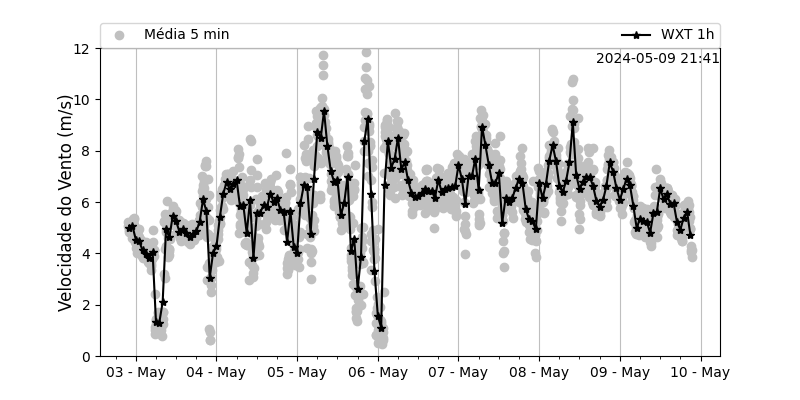 Média 5 min
WXT 1h
2024-05-09 21:41
Velocidade do Vento (m/s)
12
10
8
6
4
2
0
03 - May
04 - May
05 - May
06 - May
07 - May
08 - May
09 - May
10 - May